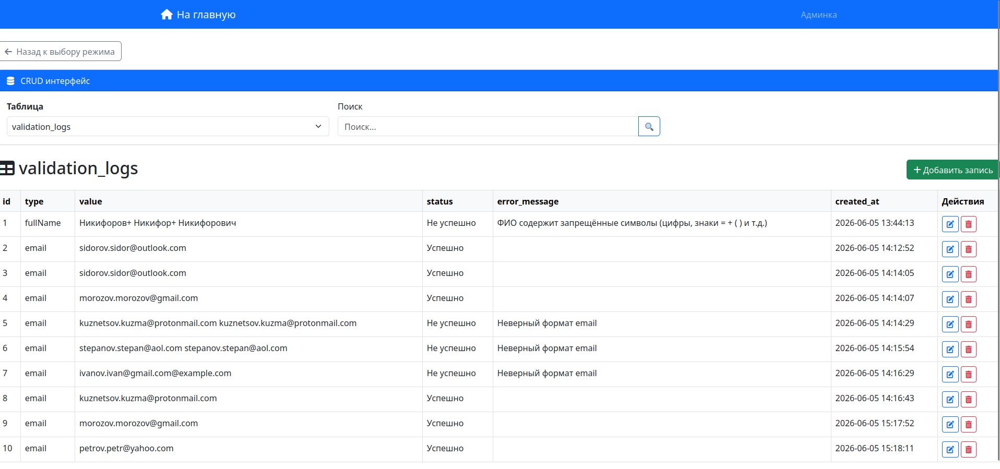 На главную Админка
Назад к выбору режима
CRUD интерфейс
Таблица Поиск
validation_logs Поиск...
validation_logs
Добавить запись
id type value status error_message created_at Действия
1 fullName Никифоров+ Никифор+ Никифорович Не успешно ФИО содержит запрещённые символы (цифры, знаки = + ( ) и т.д.) 2026-06-05 13:44:13
2 email sidorov.sidor@outlook.com Успешно 2026-06-05 14:12:52
3 email sidorov.sidor@outlook.com Успешно 2026-06-05 14:14:05
4 email morozov.morozov@gmail.com Успешно 2026-06-05 14:14:07
5 email kuznetsov.kuzma@protonmail.com kuznetsov.kuzma@protonmail.com Не успешно Неверный формат email 2026-06-05 14:14:29
6 email stepanov.stepan@aol.com stepanov.stepan@aol.com Не успешно Неверный формат email 2026-06-05 14:15:54
7 email ivanov.ivan@gmail.com@example.com Не успешно Неверный формат email 2026-06-05 14:16:29
8 email kuznetsov.kuzma@protonmail.com Успешно 2026-06-05 14:16:43
9 email morozov.morozov@gmail.com Успешно 2026-06-05 15:17:52
10 email petrov.petr@yahoo.com Успешно 2026-06-05 15:18:11